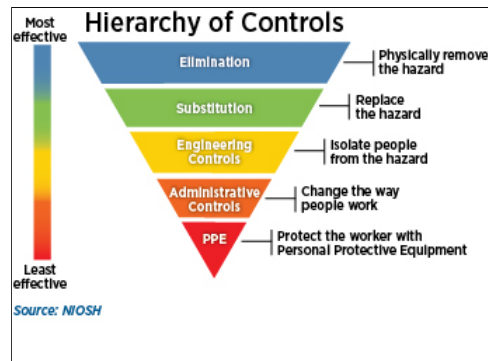 Hierarchy of Controls
Most
effective
Elimination
Physically remove
the hazard
Substitution
Replace
the hazard
Engineering
Controls
Isolate people
from the hazard
Administrative
Controls
Change the way
people work
PPE
Protect the worker with
Personal Protective Equipment
Least
effective
Source: NIOSH